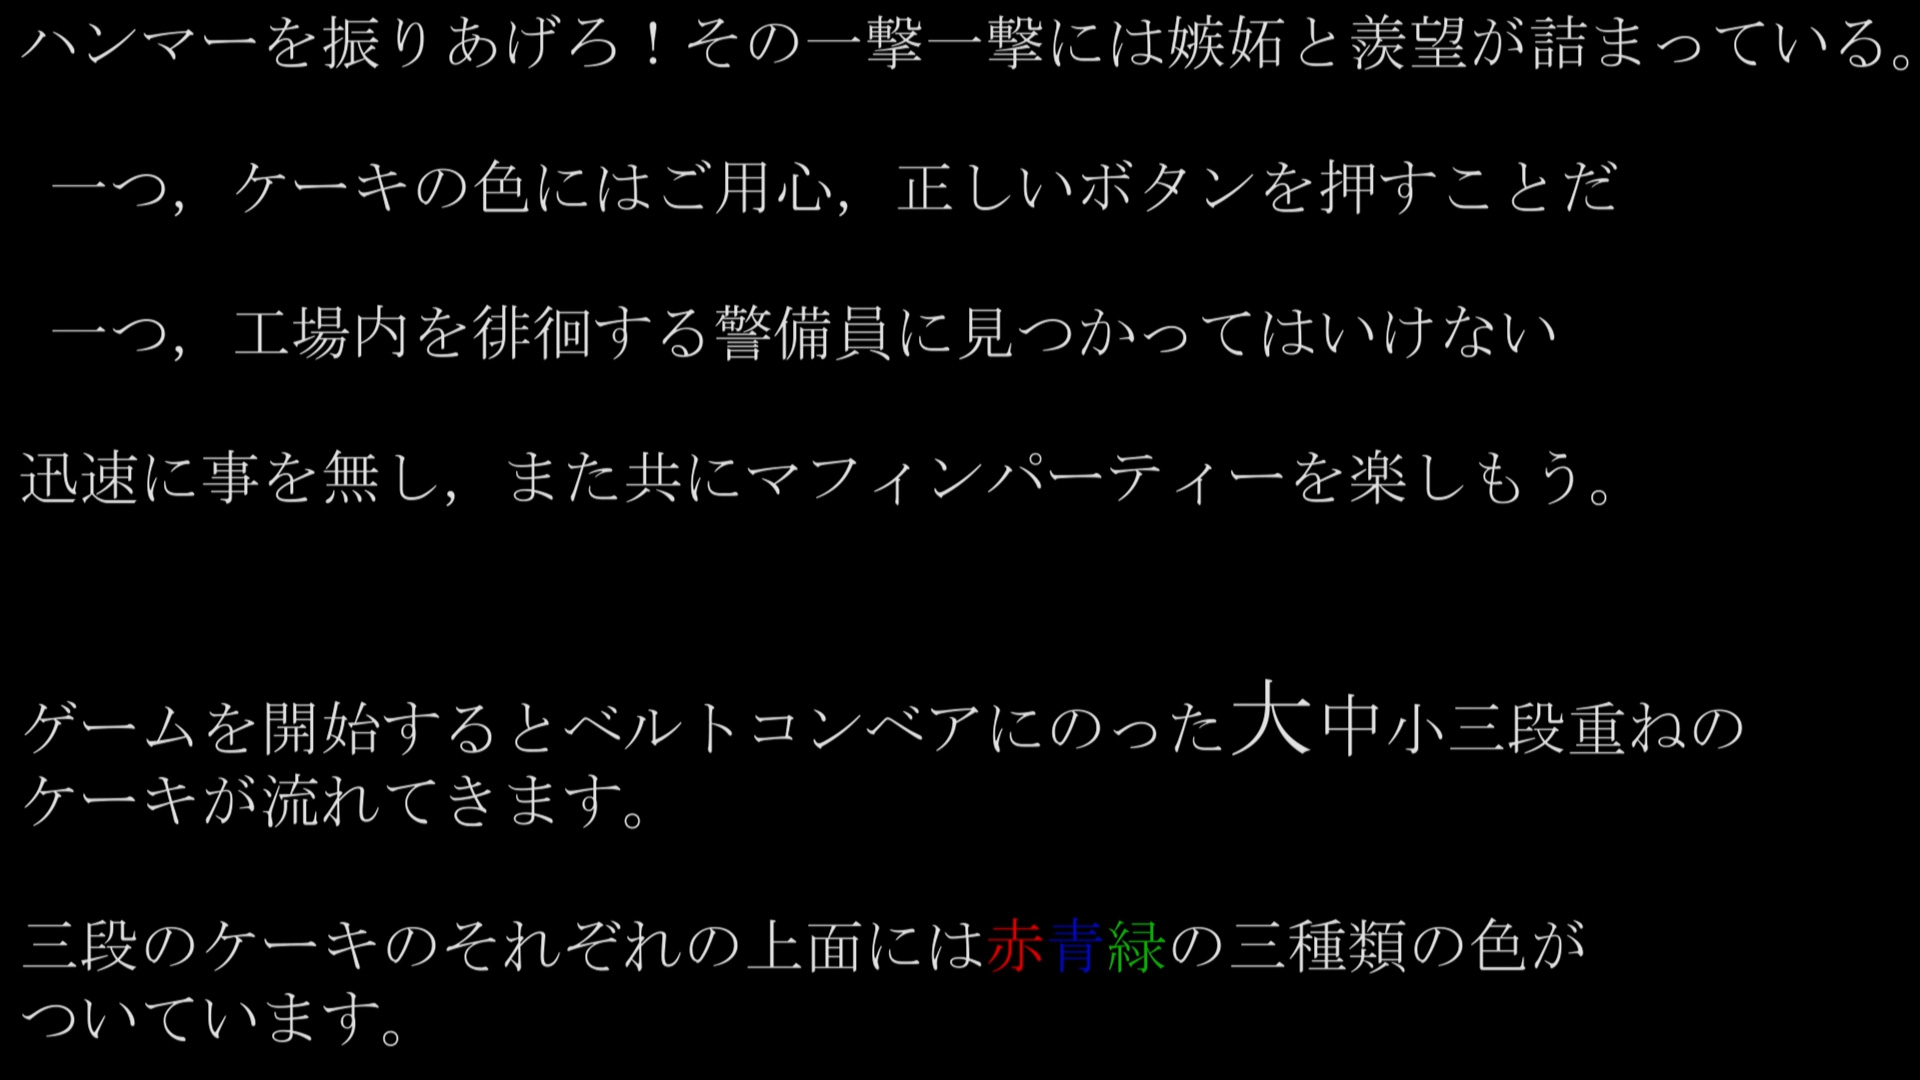 ハンマーを振りあげろ！その一撃一撃には嫉妬と羨望が詰まっている。
一つ，ケーキの色にはご用心，正しいボタンを押すことだ
一つ，工場内を徘徊する警備員に見つかってはいけない
迅速に事を無し，また共にマフィンパーティーを楽しもう。
ゲームを開始するとベルトコンベアにのった大中小三段重ねの
ケーキが流れてきます。
三段のケーキのそれぞれの上面には赤青緑の三種類の色が
ついています。